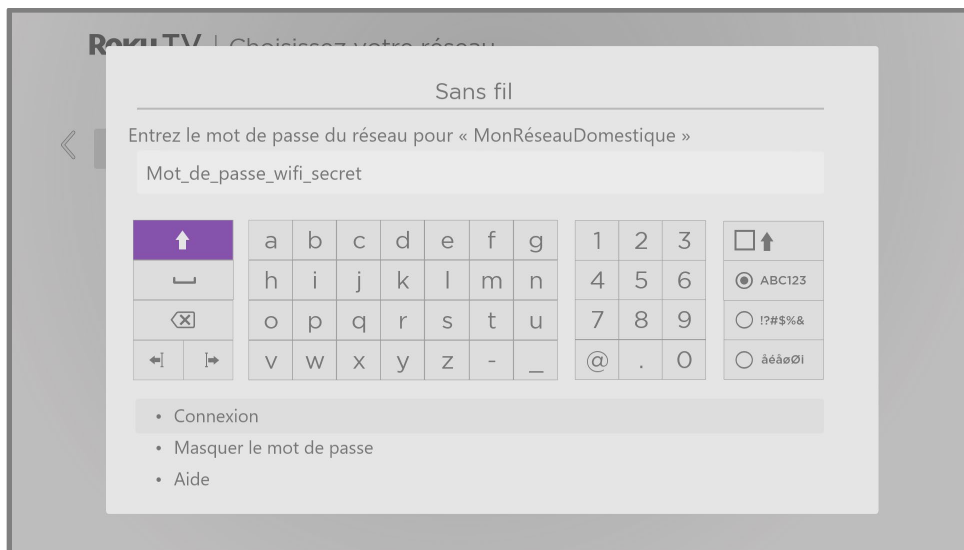 Roku TV | Choisissez votre réseau
Sans fil
Entrez le mot de passe du réseau pour « MonRéseauDomestique »
Mot_de_passe_wifi_secret
a b c d e f g 1 2 3
h i j k l m n 4 5 6 ABC123
o p q r s t u 7 8 9 !?#$%&
v w x y z - _ @ . 0 åéåøØi
• Connexion
• Masquer le mot de passe
• Aide